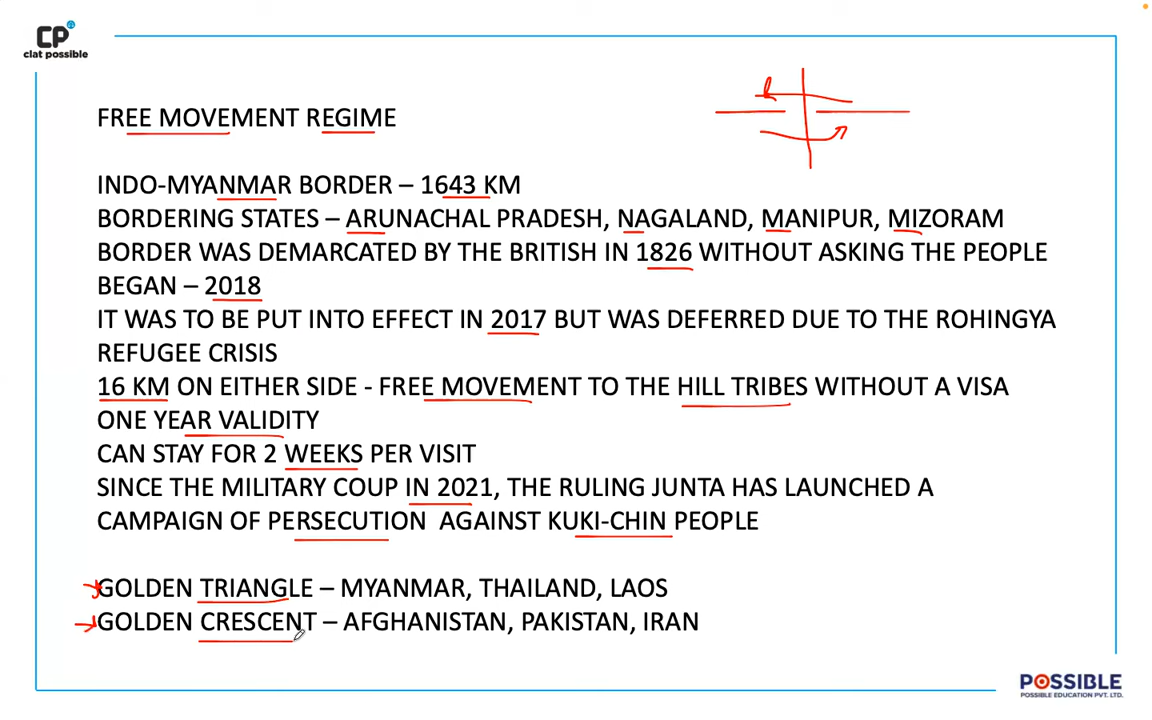 CP
clat possible
FREE MOVEMENT REGIME
INDO-MYANMAR BORDER – 1643 KM
BORDERING STATES – ARUNACHAL PRADESH, NAGALAND, MANIPUR, MIZORAM
BORDER WAS DEMARCATED BY THE BRITISH IN 1826 WITHOUT ASKING THE PEOPLE
BEGAN – 2018
IT WAS TO BE PUT INTO EFFECT IN 2017 BUT WAS DEFERRED DUE TO THE ROHINGYA
REFUGEE CRISIS
16 KM ON EITHER SIDE - FREE MOVEMENT TO THE HILL TRIBES WITHOUT A VISA
ONE YEAR VALIDITY
CAN STAY FOR 2 WEEKS PER VISIT
SINCE THE MILITARY COUP IN 2021, THE RULING JUNTA HAS LAUNCHED A
CAMPAIGN OF PERSECUTION AGAINST KUKI-CHIN PEOPLE
GOLDEN TRIANGLE – MYANMAR, THAILAND, LAOS
GOLDEN CRESCENT – AFGHANISTAN, PAKISTAN, IRAN
POSSIBLE
POSSIBLE EDUCATION PVT. LTD.